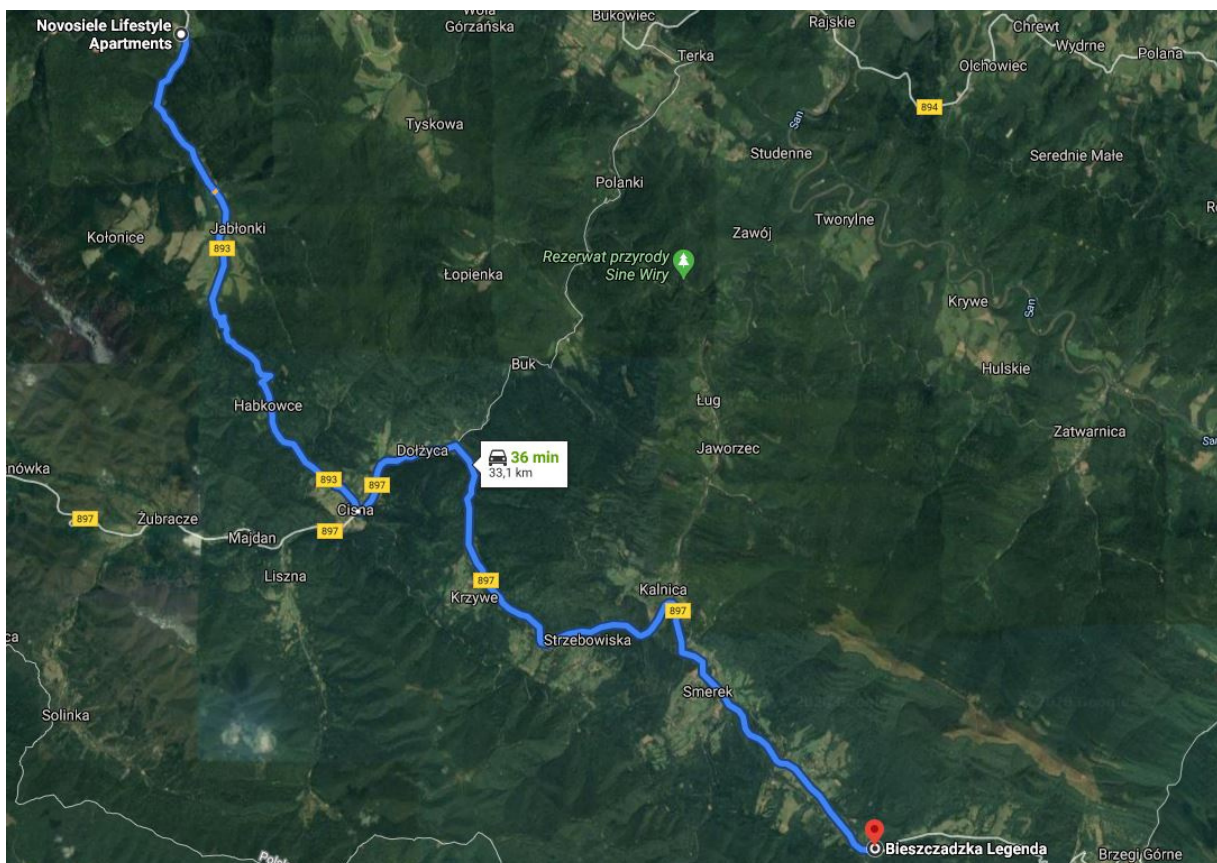 Novosiele Lifestyle
Apartments
Wola
Górzańska
Bukowiec
Terka
Rajskie
Chrewt
Wydrne
Polana
Olchowiec
894
Tyskowa
San
Studenne
Serednie Małe
Polanki
Tworylne
Zawój
Jabłonki
Kołonice
893
Łopienka
Rezerwat przyrody
Sine Wiry
Krywe
San
Buk
Hulskie
Habkowce
Ług
Jaworzec
Zatwarnica
Dołżyca
36 min
33,1 km
893
897
Cisna
897
Żubracze
897
Majdan
Liszna
897
Krzywe
Kalnica
897
Strzebowiska
Smerek
Solinka
Bieszczadzka Legenda
Brzegi Górne